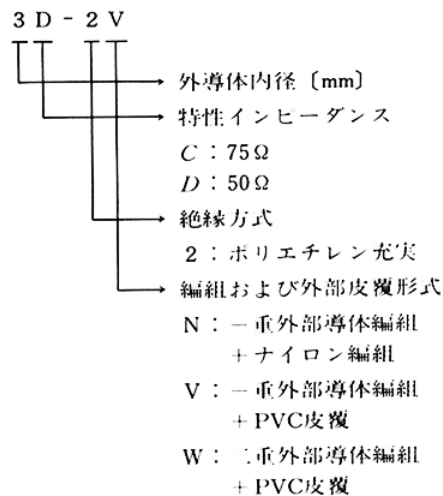 3D-2V
外導体内径〔mm〕
特性インピーダンス
C：75Ω
D：50Ω
絶縁方式
2：ポリエチレン充実
編組および外部皮覆形式
N：一重外部導体編組
＋ナイロン編組
V：一重外部導体編組
＋PVC皮覆
W：二重外部導体編組
＋PVC皮覆